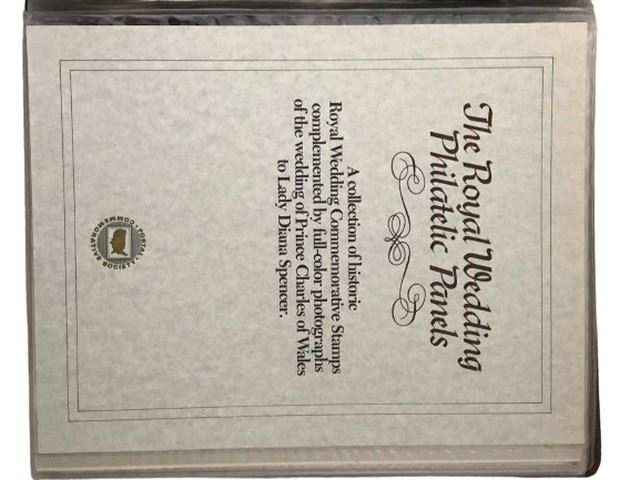 The Royal Wedding
Philatelic Panels
A collection of historic
Royal Wedding Commemorative Stamps
complemented by full-color photographs
of the wedding of Prince Charles of Wales
to Lady Diana Spencer.
POSTAL
COMMEMORATIVE
SOCIETY